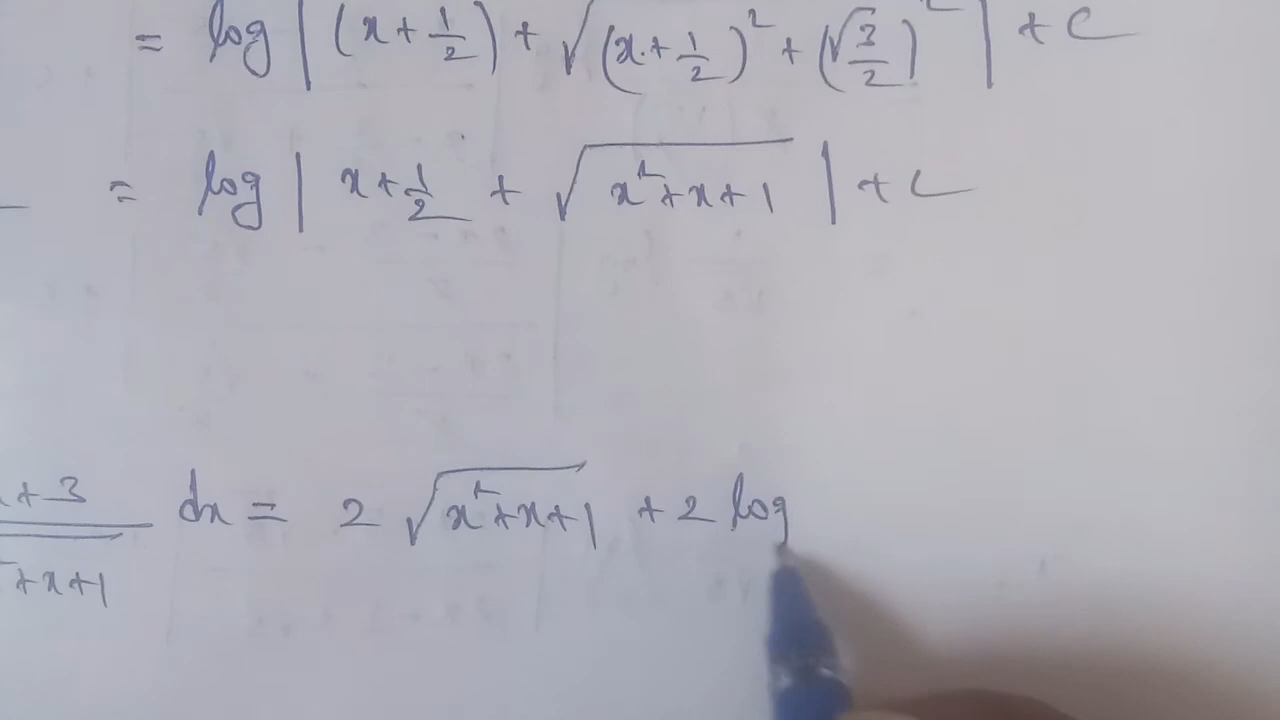 = log | (x + 1/2) + √((x + 1/2)² + (√3/2)²) | + C
= log | x + 1/2 + √(x² + x + 1) | + C
x + 3 / x² + x + 1 dx = 2 √(x² + x + 1) + 2 log